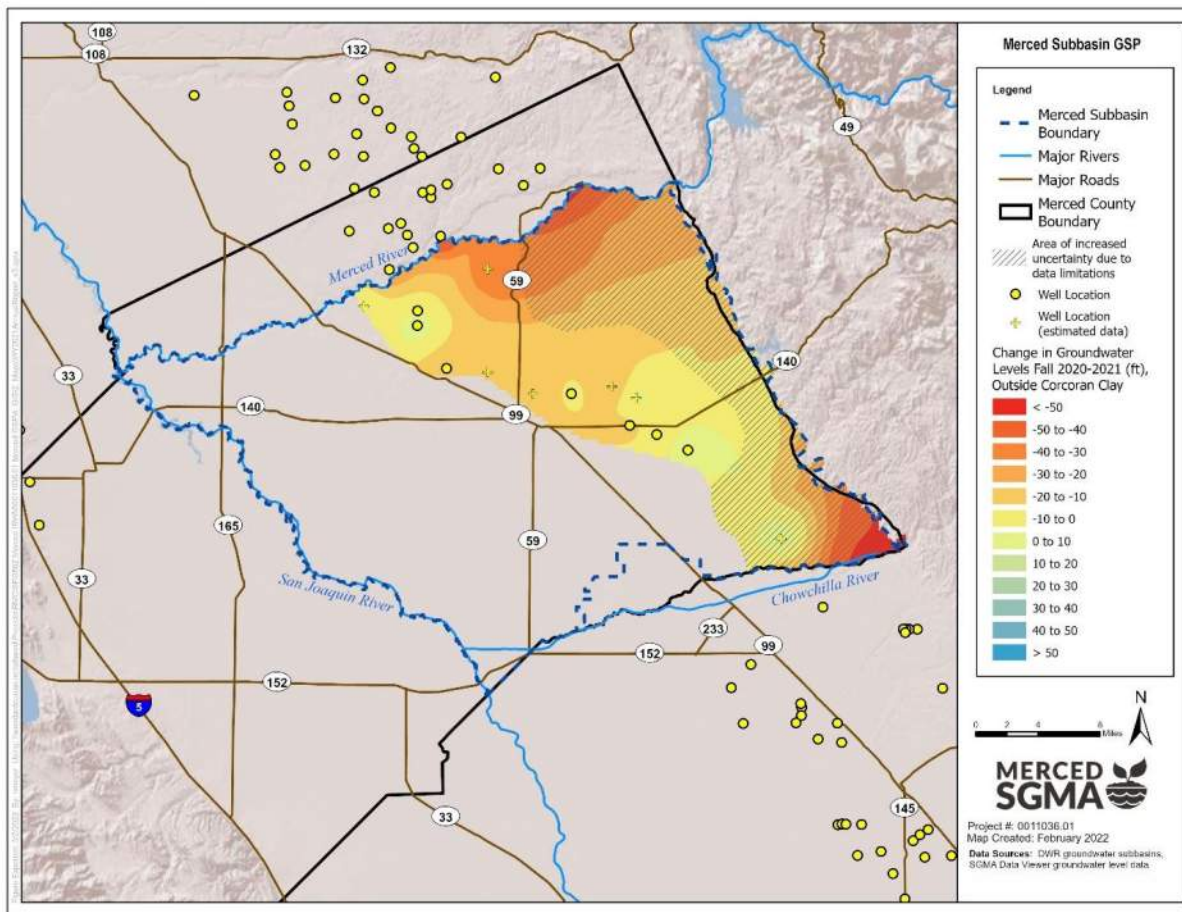 108
108
132
49
Merced River
59
140
33
140
99
165
59
33
San Joaquin River
Chowchilla River
233
99
152
152
5
33
145
Merced Subbasin GSP
Legend
Merced Subbasin
Boundary
Major Rivers
Major Roads
Merced County
Boundary
Area of increased
uncertainty due to
data limitations
Well Location
Well Location
(estimated data)
Change in Groundwater
Levels Fall 2020-2021 (ft),
Outside Corcoran Clay
< -50
-50 to -40
-40 to -30
-30 to -20
-20 to -10
-10 to 0
0 to 10
10 to 20
20 to 30
30 to 40
40 to 50
> 50
N
0 2 4 8
Miles
MERCED
SGMA
Project #: 0011036.01
Map Created: February 2022
Data Sources: DWR groundwater subbasins,
SGMA Data Viewer groundwater level data